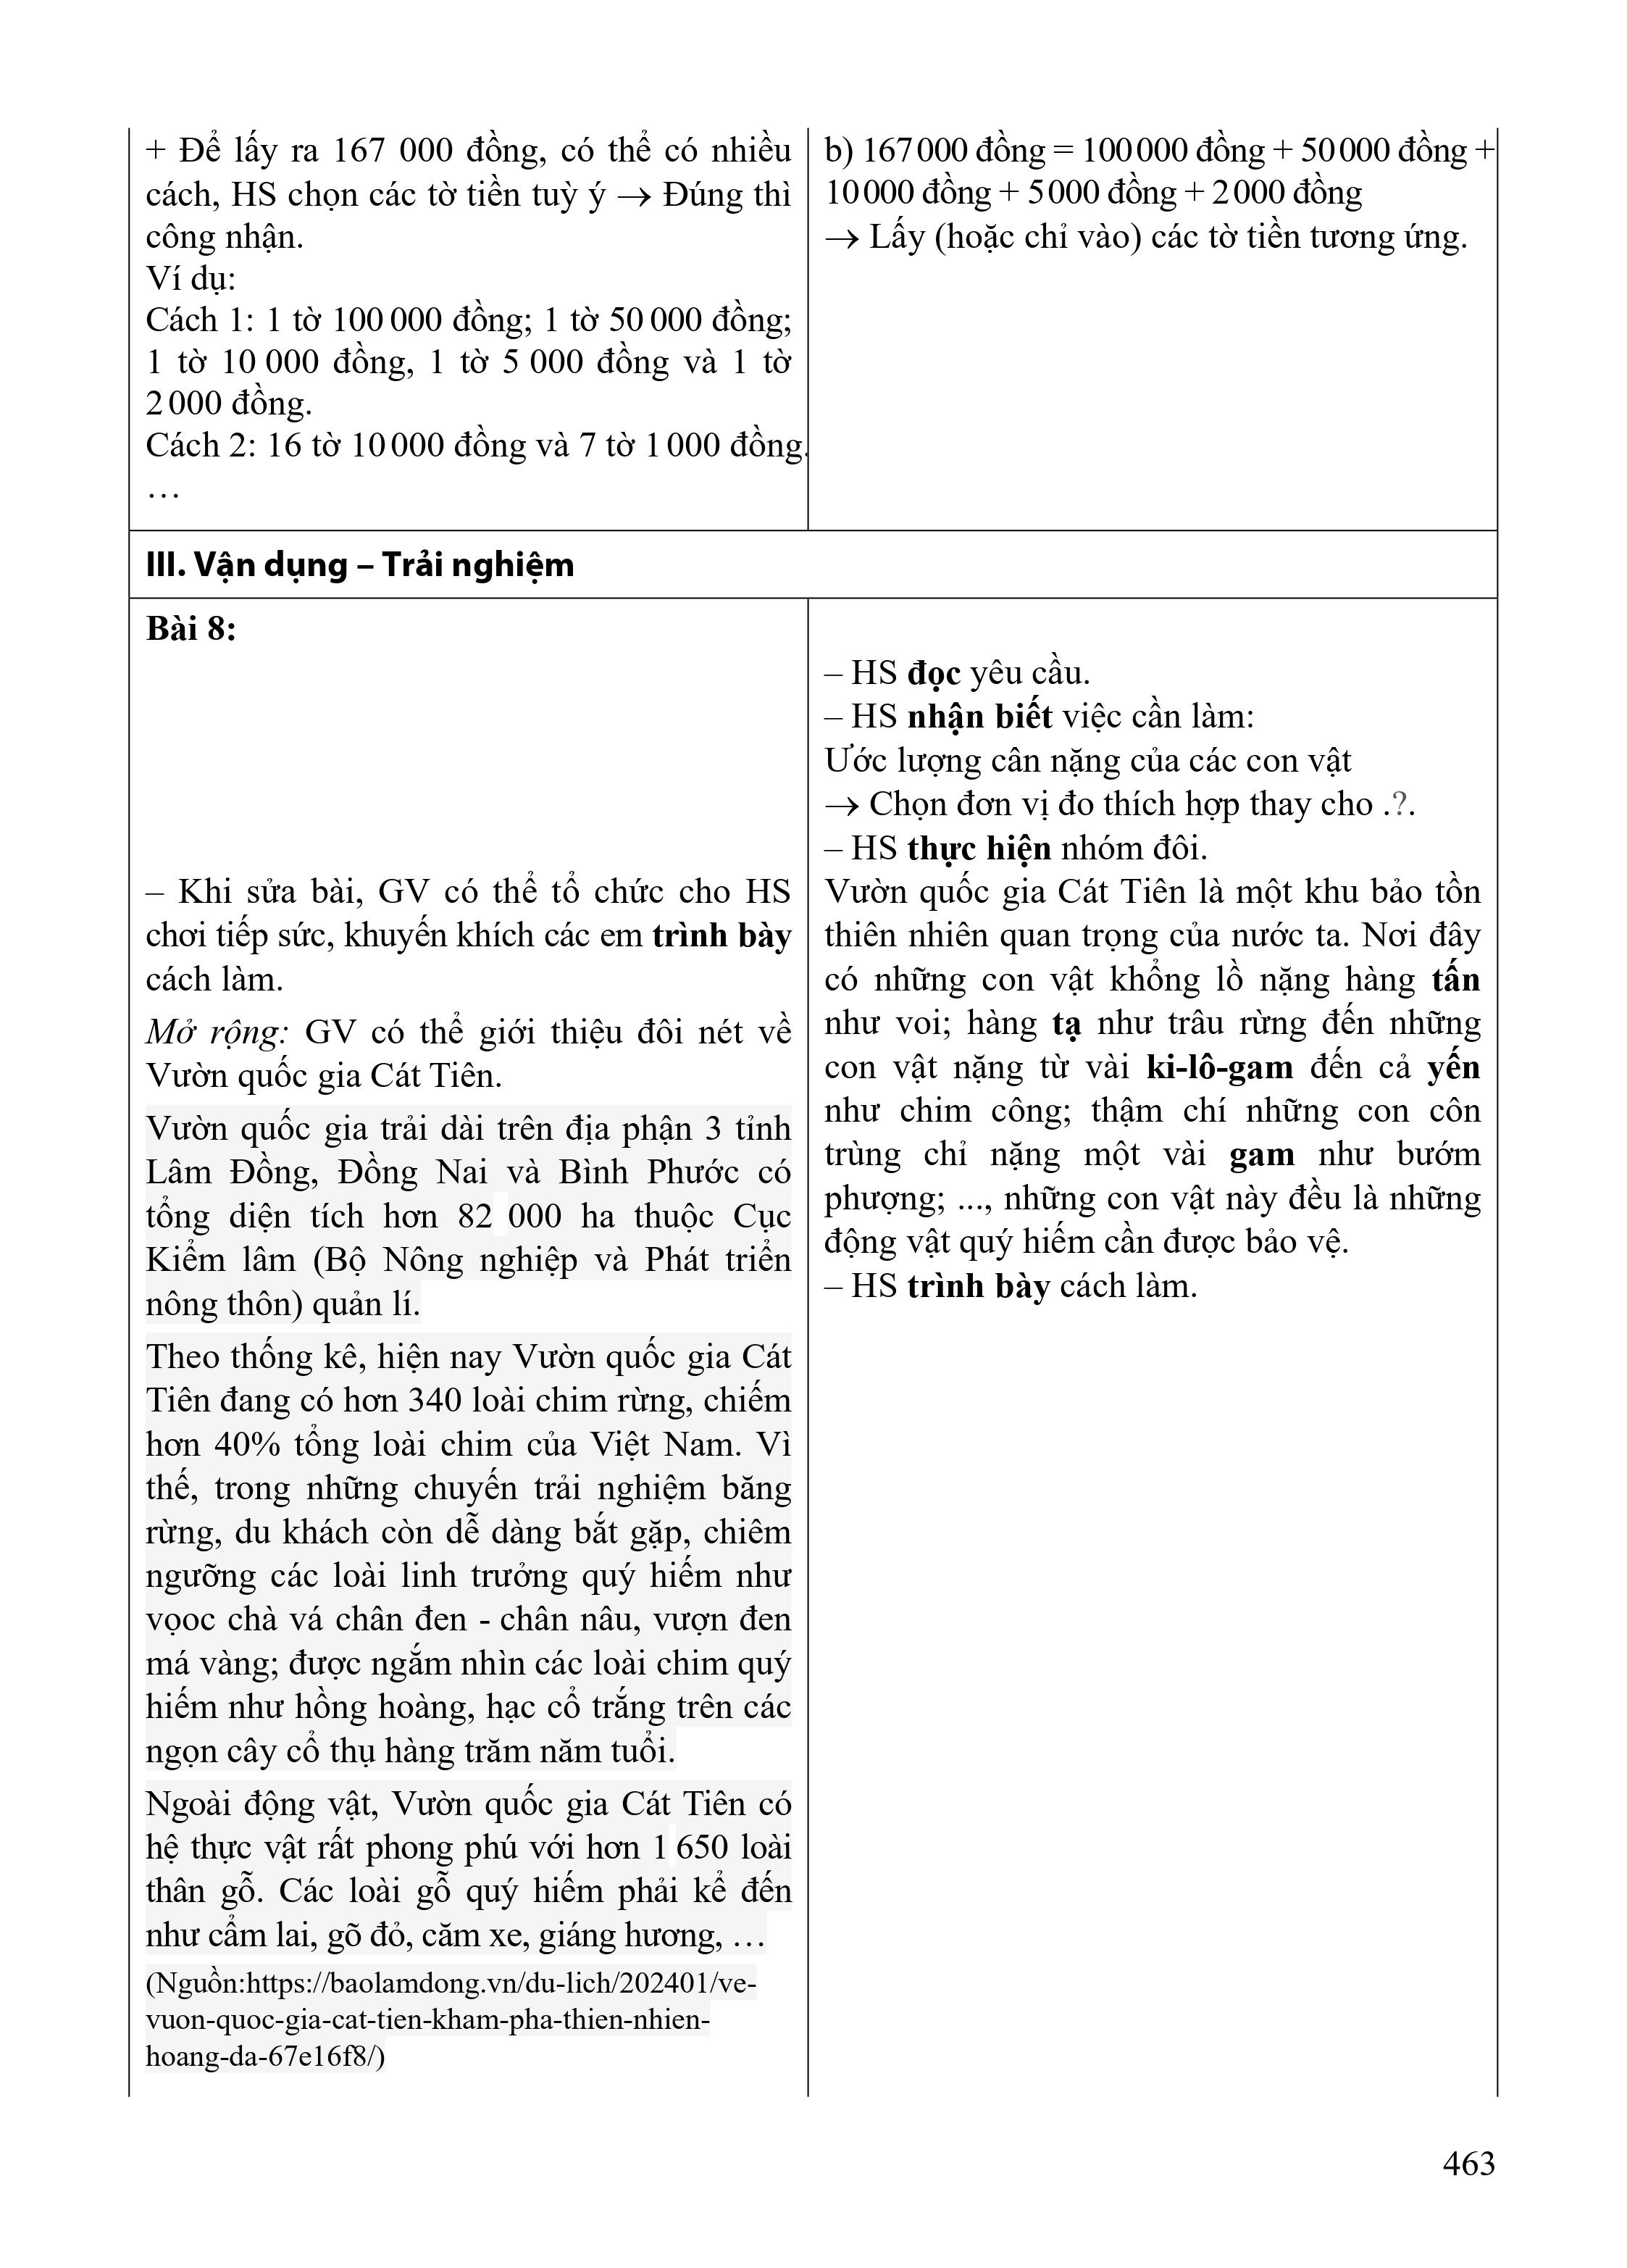 + Để lấy ra 167 000 đồng, có thể có nhiều
cách, HS chọn các tờ tiền tuỳ ý → Đúng thì
công nhận.
Ví dụ:
Cách 1: 1 tờ 100 000 đồng; 1 tờ 50 000 đồng;
1 tờ 10 000 đồng, 1 tờ 5 000 đồng và 1 tờ
2 000 đồng.
Cách 2: 16 tờ 10 000 đồng và 7 tờ 1 000 đồng.
…
b) 167 000 đồng = 100 000 đồng + 50 000 đồng +
10 000 đồng + 5 000 đồng + 2 000 đồng
→ Lấy (hoặc chỉ vào) các tờ tiền tương ứng.
III. Vận dụng – Trải nghiệm
Bài 8:
– Khi sửa bài, GV có thể tổ chức cho HS
chơi tiếp sức, khuyến khích các em trình bày
cách làm.
Mở rộng: GV có thể giới thiệu đôi nét về
Vườn quốc gia Cát Tiên.
Vườn quốc gia trải dài trên địa phận 3 tỉnh
Lâm Đồng, Đồng Nai và Bình Phước có
tổng diện tích hơn 82 000 ha thuộc Cục
Kiểm lâm (Bộ Nông nghiệp và Phát triển
nông thôn) quản lí.
Theo thống kê, hiện nay Vườn quốc gia Cát
Tiên đang có hơn 340 loài chim rừng, chiếm
hơn 40% tổng loài chim của Việt Nam. Vì
thế, trong những chuyến trải nghiệm băng
rừng, du khách còn dễ dàng bắt gặp, chiêm
ngưỡng các loài linh trưởng quý hiếm như
vọoc chà vá chân đen - chân nâu, vượn đen
má vàng; được ngắm nhìn các loài chim quý
hiếm như hồng hoàng, hạc cổ trắng trên các
ngọn cây cổ thụ hàng trăm năm tuổi.
Ngoài động vật, Vườn quốc gia Cát Tiên có
hệ thực vật rất phong phú với hơn 1 650 loài
thân gỗ. Các loài gỗ quý hiếm phải kể đến
như cẩm lai, gõ đỏ, căm xe, giáng hương, …
(Nguồn:https://baolamdong.vn/du-lich/202401/ve-
vuon-quoc-gia-cat-tien-kham-pha-thien-nhien-
hoang-da-67e16f8/)
– HS đọc yêu cầu.
– HS nhận biết việc cần làm:
Ước lượng cân nặng của các con vật
→ Chọn đơn vị đo thích hợp thay cho .?.
– HS thực hiện nhóm đôi.
Vườn quốc gia Cát Tiên là một khu bảo tồn
thiên nhiên quan trọng của nước ta. Nơi đây
có những con vật khổng lồ nặng hàng tấn
như voi; hàng tạ như trâu rừng đến những
con vật nặng từ vài ki-lô-gam đến cả yến
như chim công; thậm chí những con côn
trùng chỉ nặng một vài gam như bướm
phượng; ..., những con vật này đều là những
động vật quý hiếm cần được bảo vệ.
– HS trình bày cách làm.
463